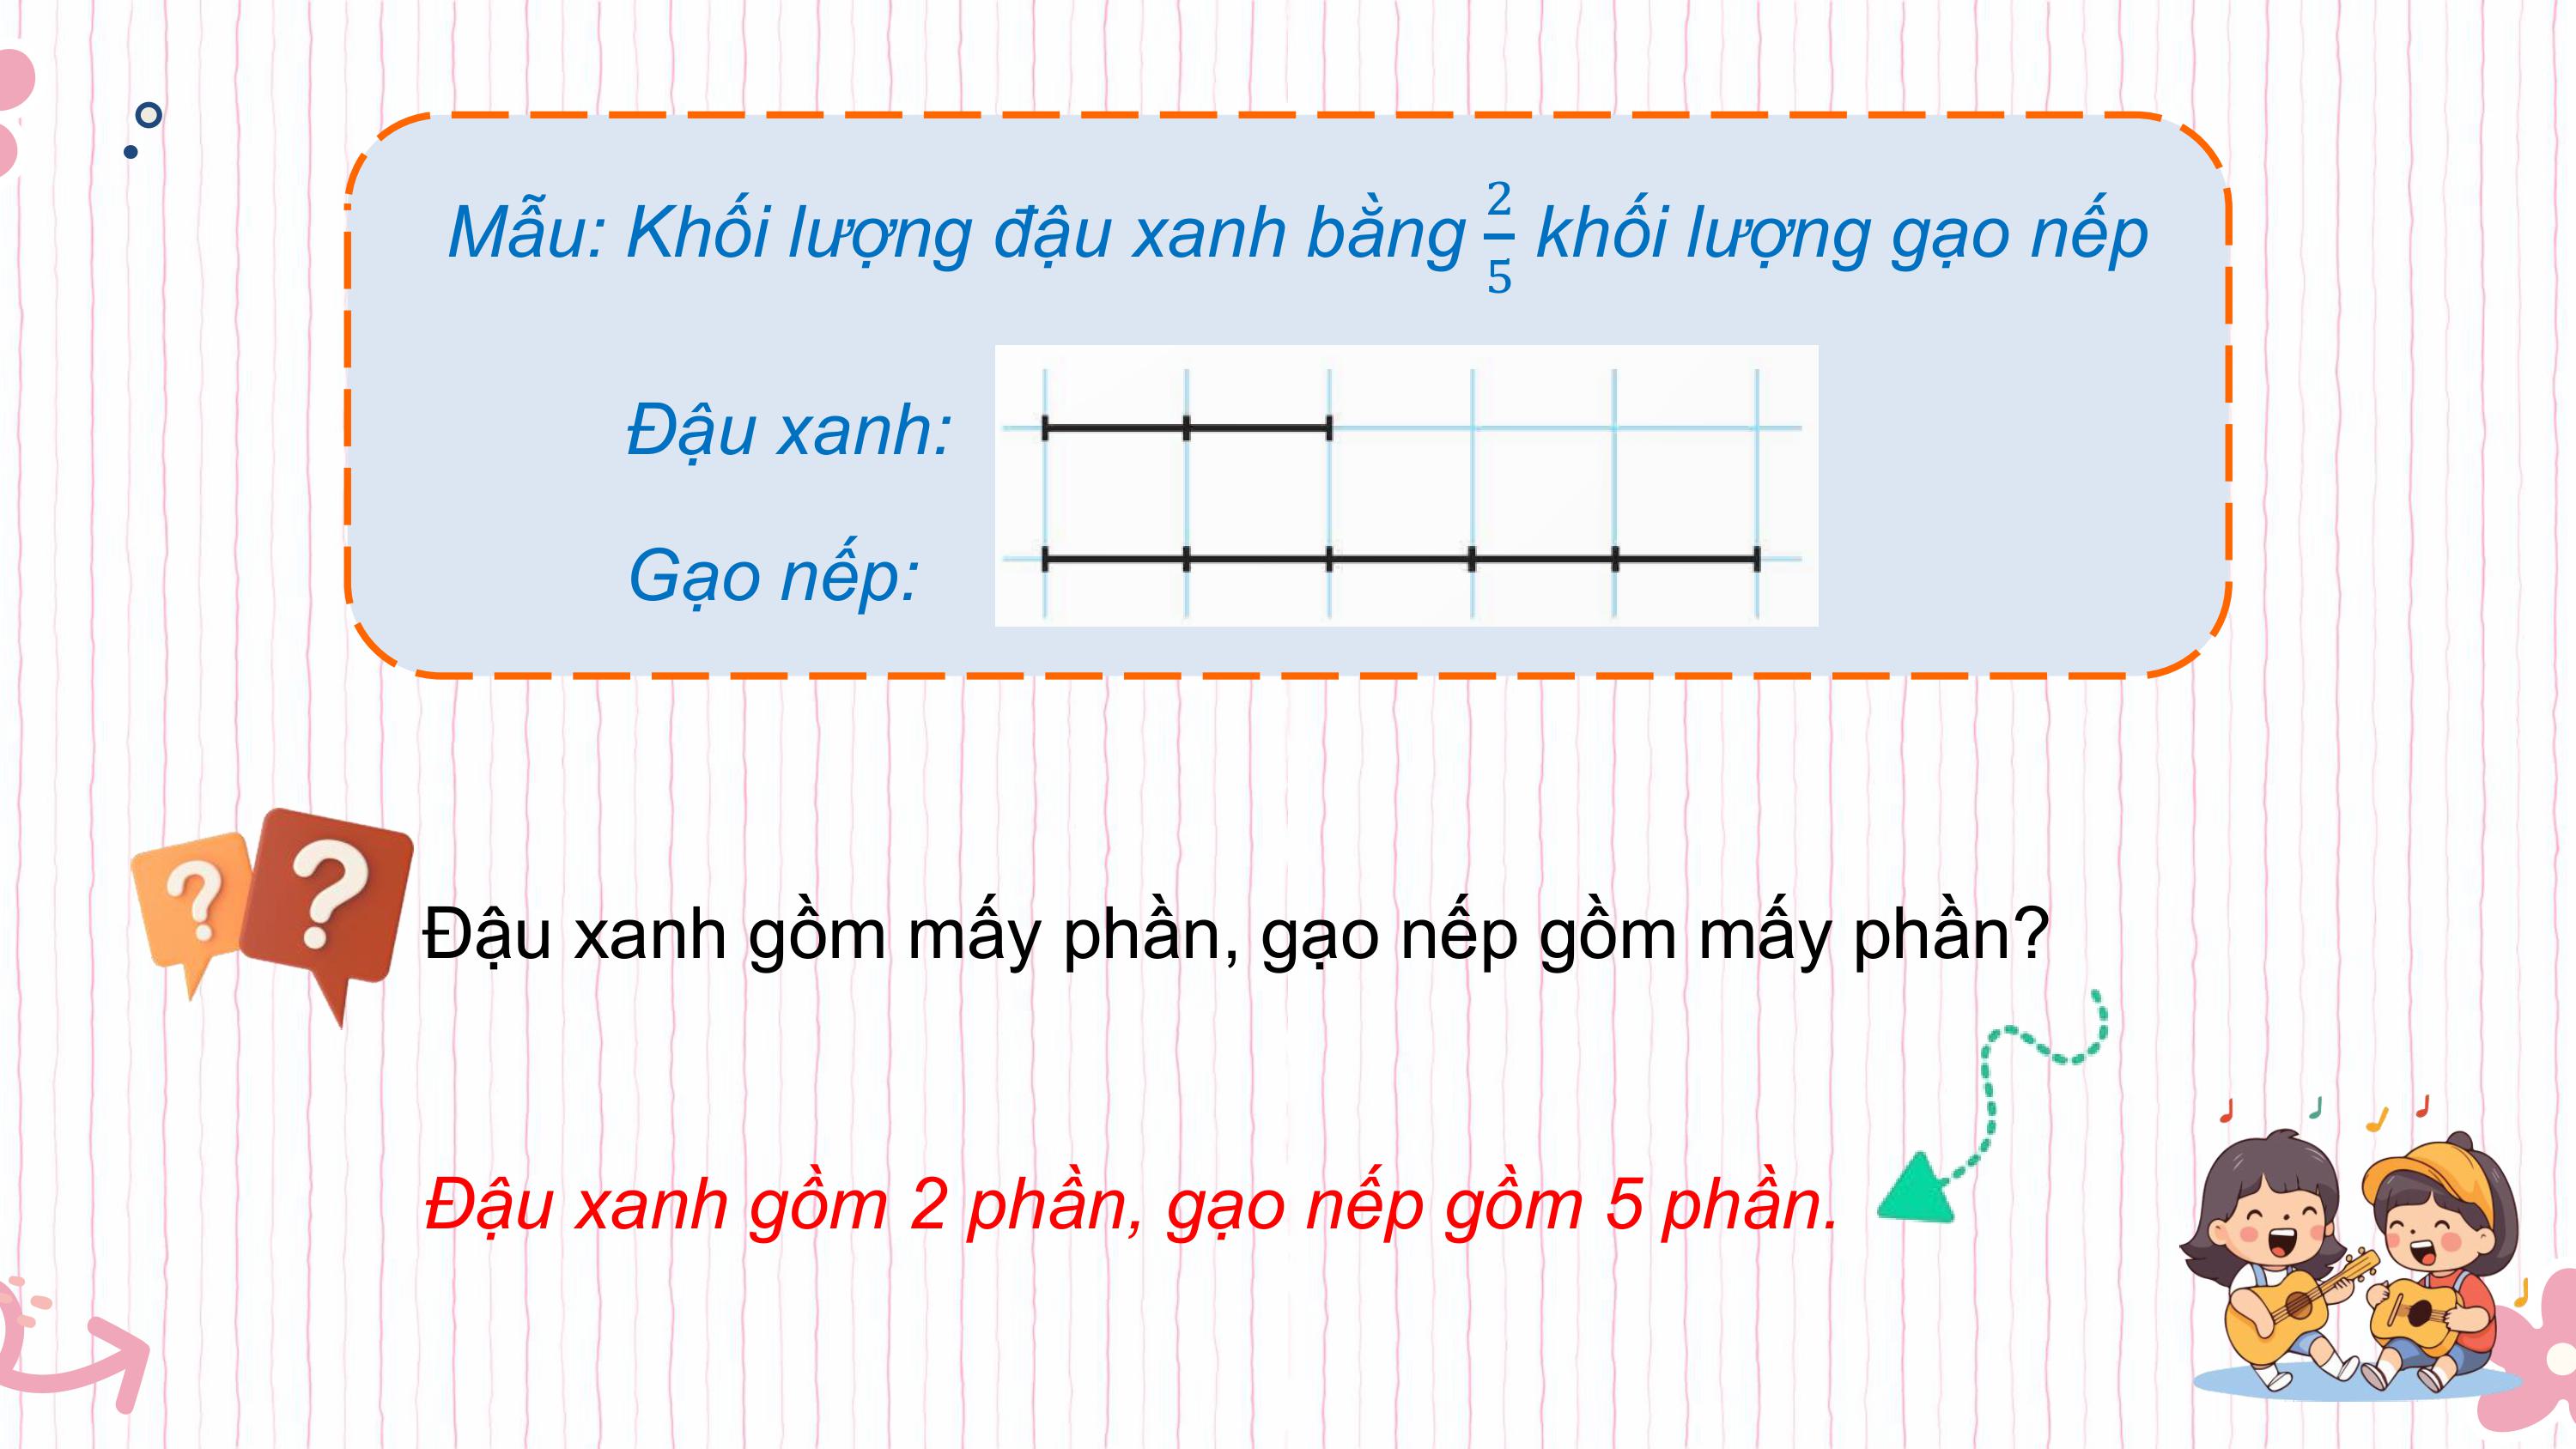 Mẫu: Khối lượng đậu xanh bằng 2/5 khối lượng gạo nếp
Đậu xanh:
Gạo nếp:
? ?
Đậu xanh gồm mấy phần, gạo nếp gồm mấy phần?
Đậu xanh gồm 2 phần, gạo nếp gồm 5 phần.